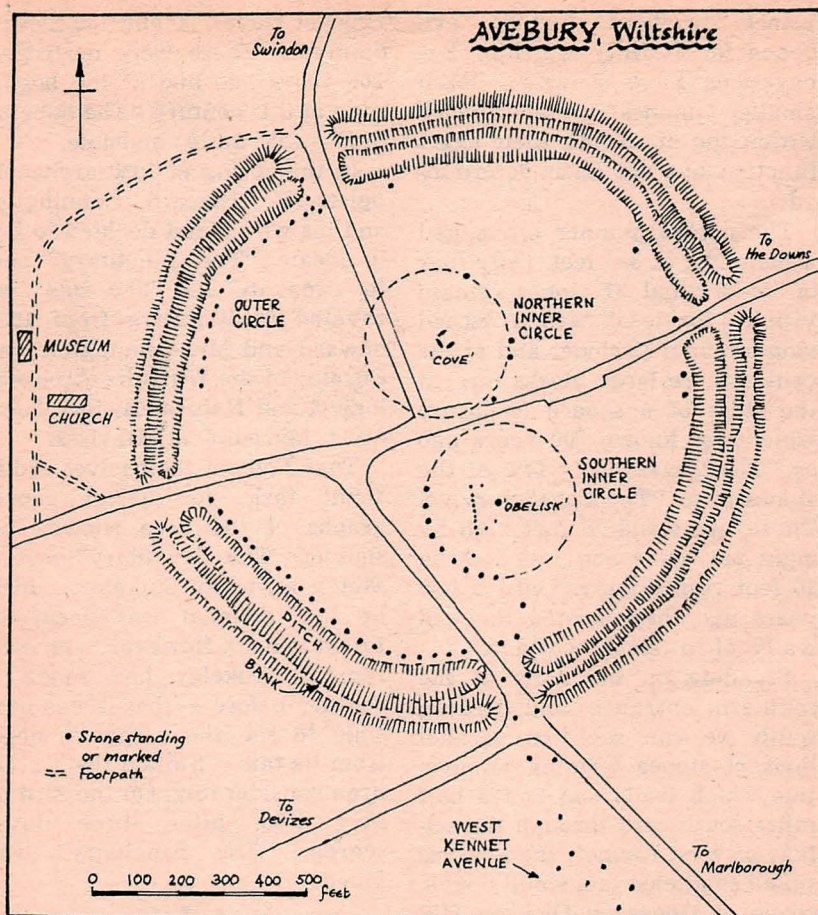 AVEBURY, Wiltshire
To
Swindon
To
the Downs
OUTER
CIRCLE
NORTHERN
INNER
CIRCLE
'COVE'
MUSEUM
CHURCH
SOUTHERN
INNER
CIRCLE
'OBELISK'
DITCH
BANK
• Stone standing
or marked
== Footpath
To
Devizes
WEST
KENNET
AVENUE
To
Marlborough
0 100 200 300 400 500
feet